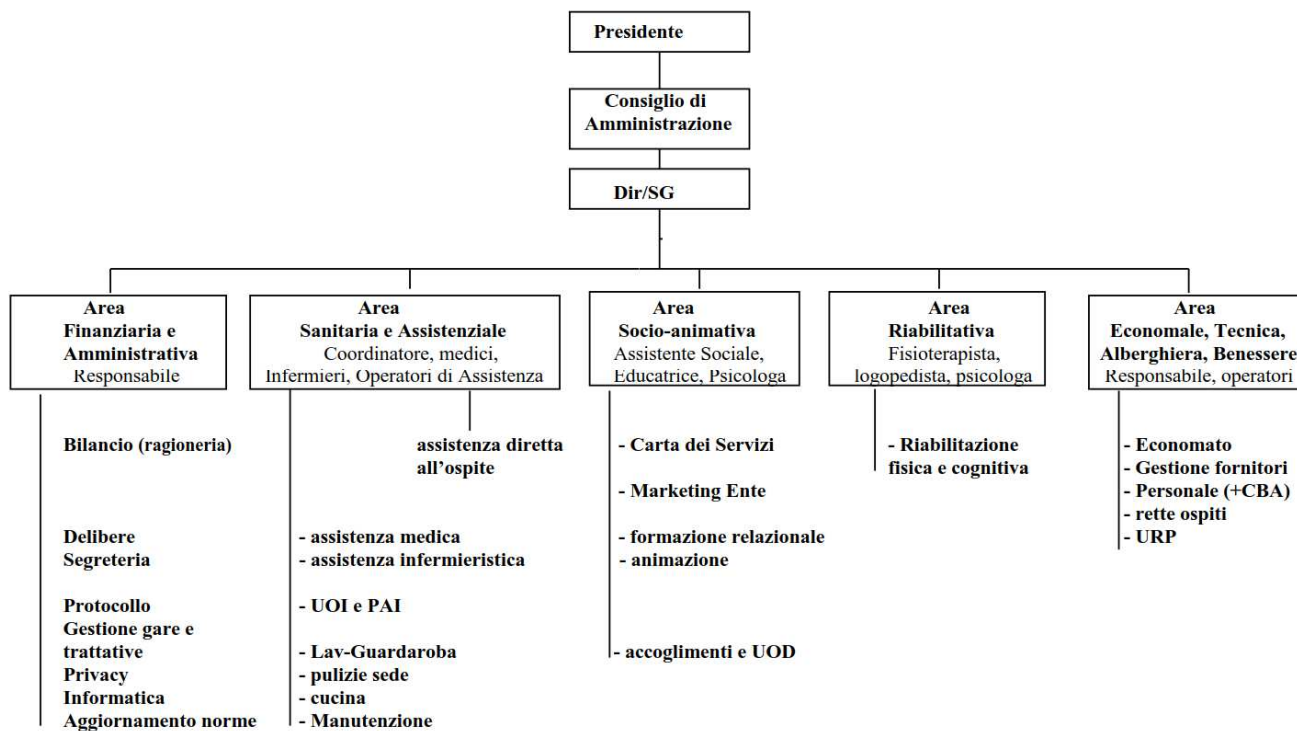 Presidente
Consiglio di
Amministrazione
Dir/SG
Area
Finanziaria e
Amministrativa
Responsabile
Area
Sanitaria e Assistenziale
Coordinatore, medici,
Infermieri, Operatori di Assistenza
Area
Socio-animativa
Assistente Sociale,
Educatrice, Psicologa
Area
Riabilitativa
Fisioterapista,
logopedista, psicologa
Area
Economale, Tecnica,
Alberghiera, Benessere
Responsabile, operatori
Bilancio (ragioneria)
Delibere
Segreteria
Protocollo
Gestione gare e
trattative
Privacy
Informatica
Aggiornamento norme
assistenza diretta
all'ospite
- assistenza medica
- assistenza infermieristica
- UOI e PAI
- Lav-Guardaroba
- pulizie sede
- cucina
- Manutenzione
- Carta dei Servizi
- Marketing Ente
- formazione relazionale
- animazione
- accoglimenti e UOD
- Riabilitazione
fisica e cognitiva
- Economato
- Gestione fornitori
- Personale (+CBA)
- rette ospiti
- URP